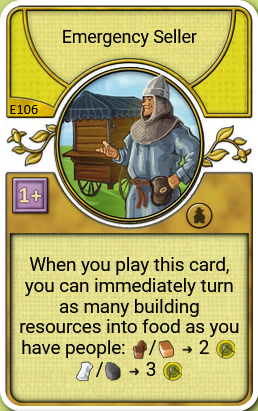 Emergency Seller
E106
1+
When you play this card,
you can immediately turn
as many building
resources into food as you
have people: / → 2
/ → 3